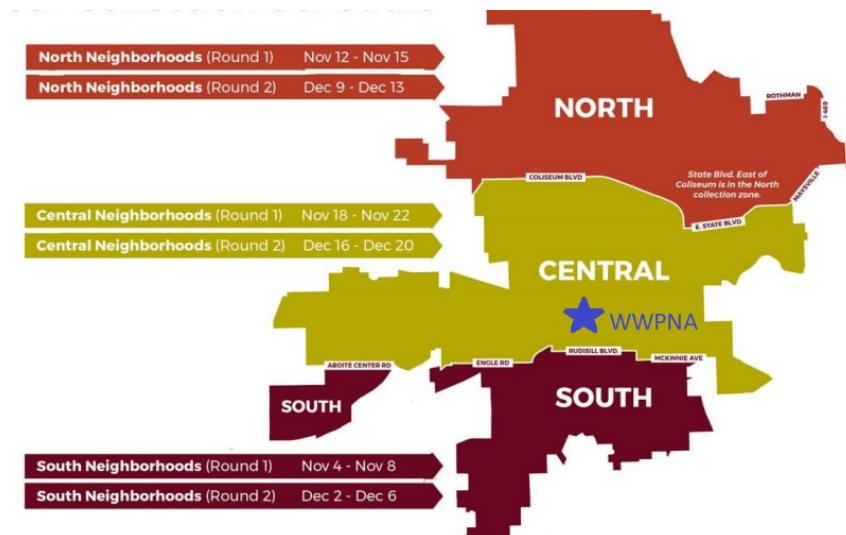 North Neighborhoods (Round 1) Nov 12 - Nov 15
North Neighborhoods (Round 2) Dec 9 - Dec 13
NORTH
ROTHMAN
I-469
COLISEUM BLVD
State Blvd. East of
Coliseum is in the North
collection zone.
MAYSVILLE
E. STATE BLVD
Central Neighborhoods (Round 1) Nov 18 - Nov 22
Central Neighborhoods (Round 2) Dec 16 - Dec 20
CENTRAL
WWPNA
ABOITE CENTER RD
ENGLE RD
RUDISILL BLVD.
MCKINNIE AVE
SOUTH
SOUTH
South Neighborhoods (Round 1) Nov 4 - Nov 8
South Neighborhoods (Round 2) Dec 2 - Dec 6